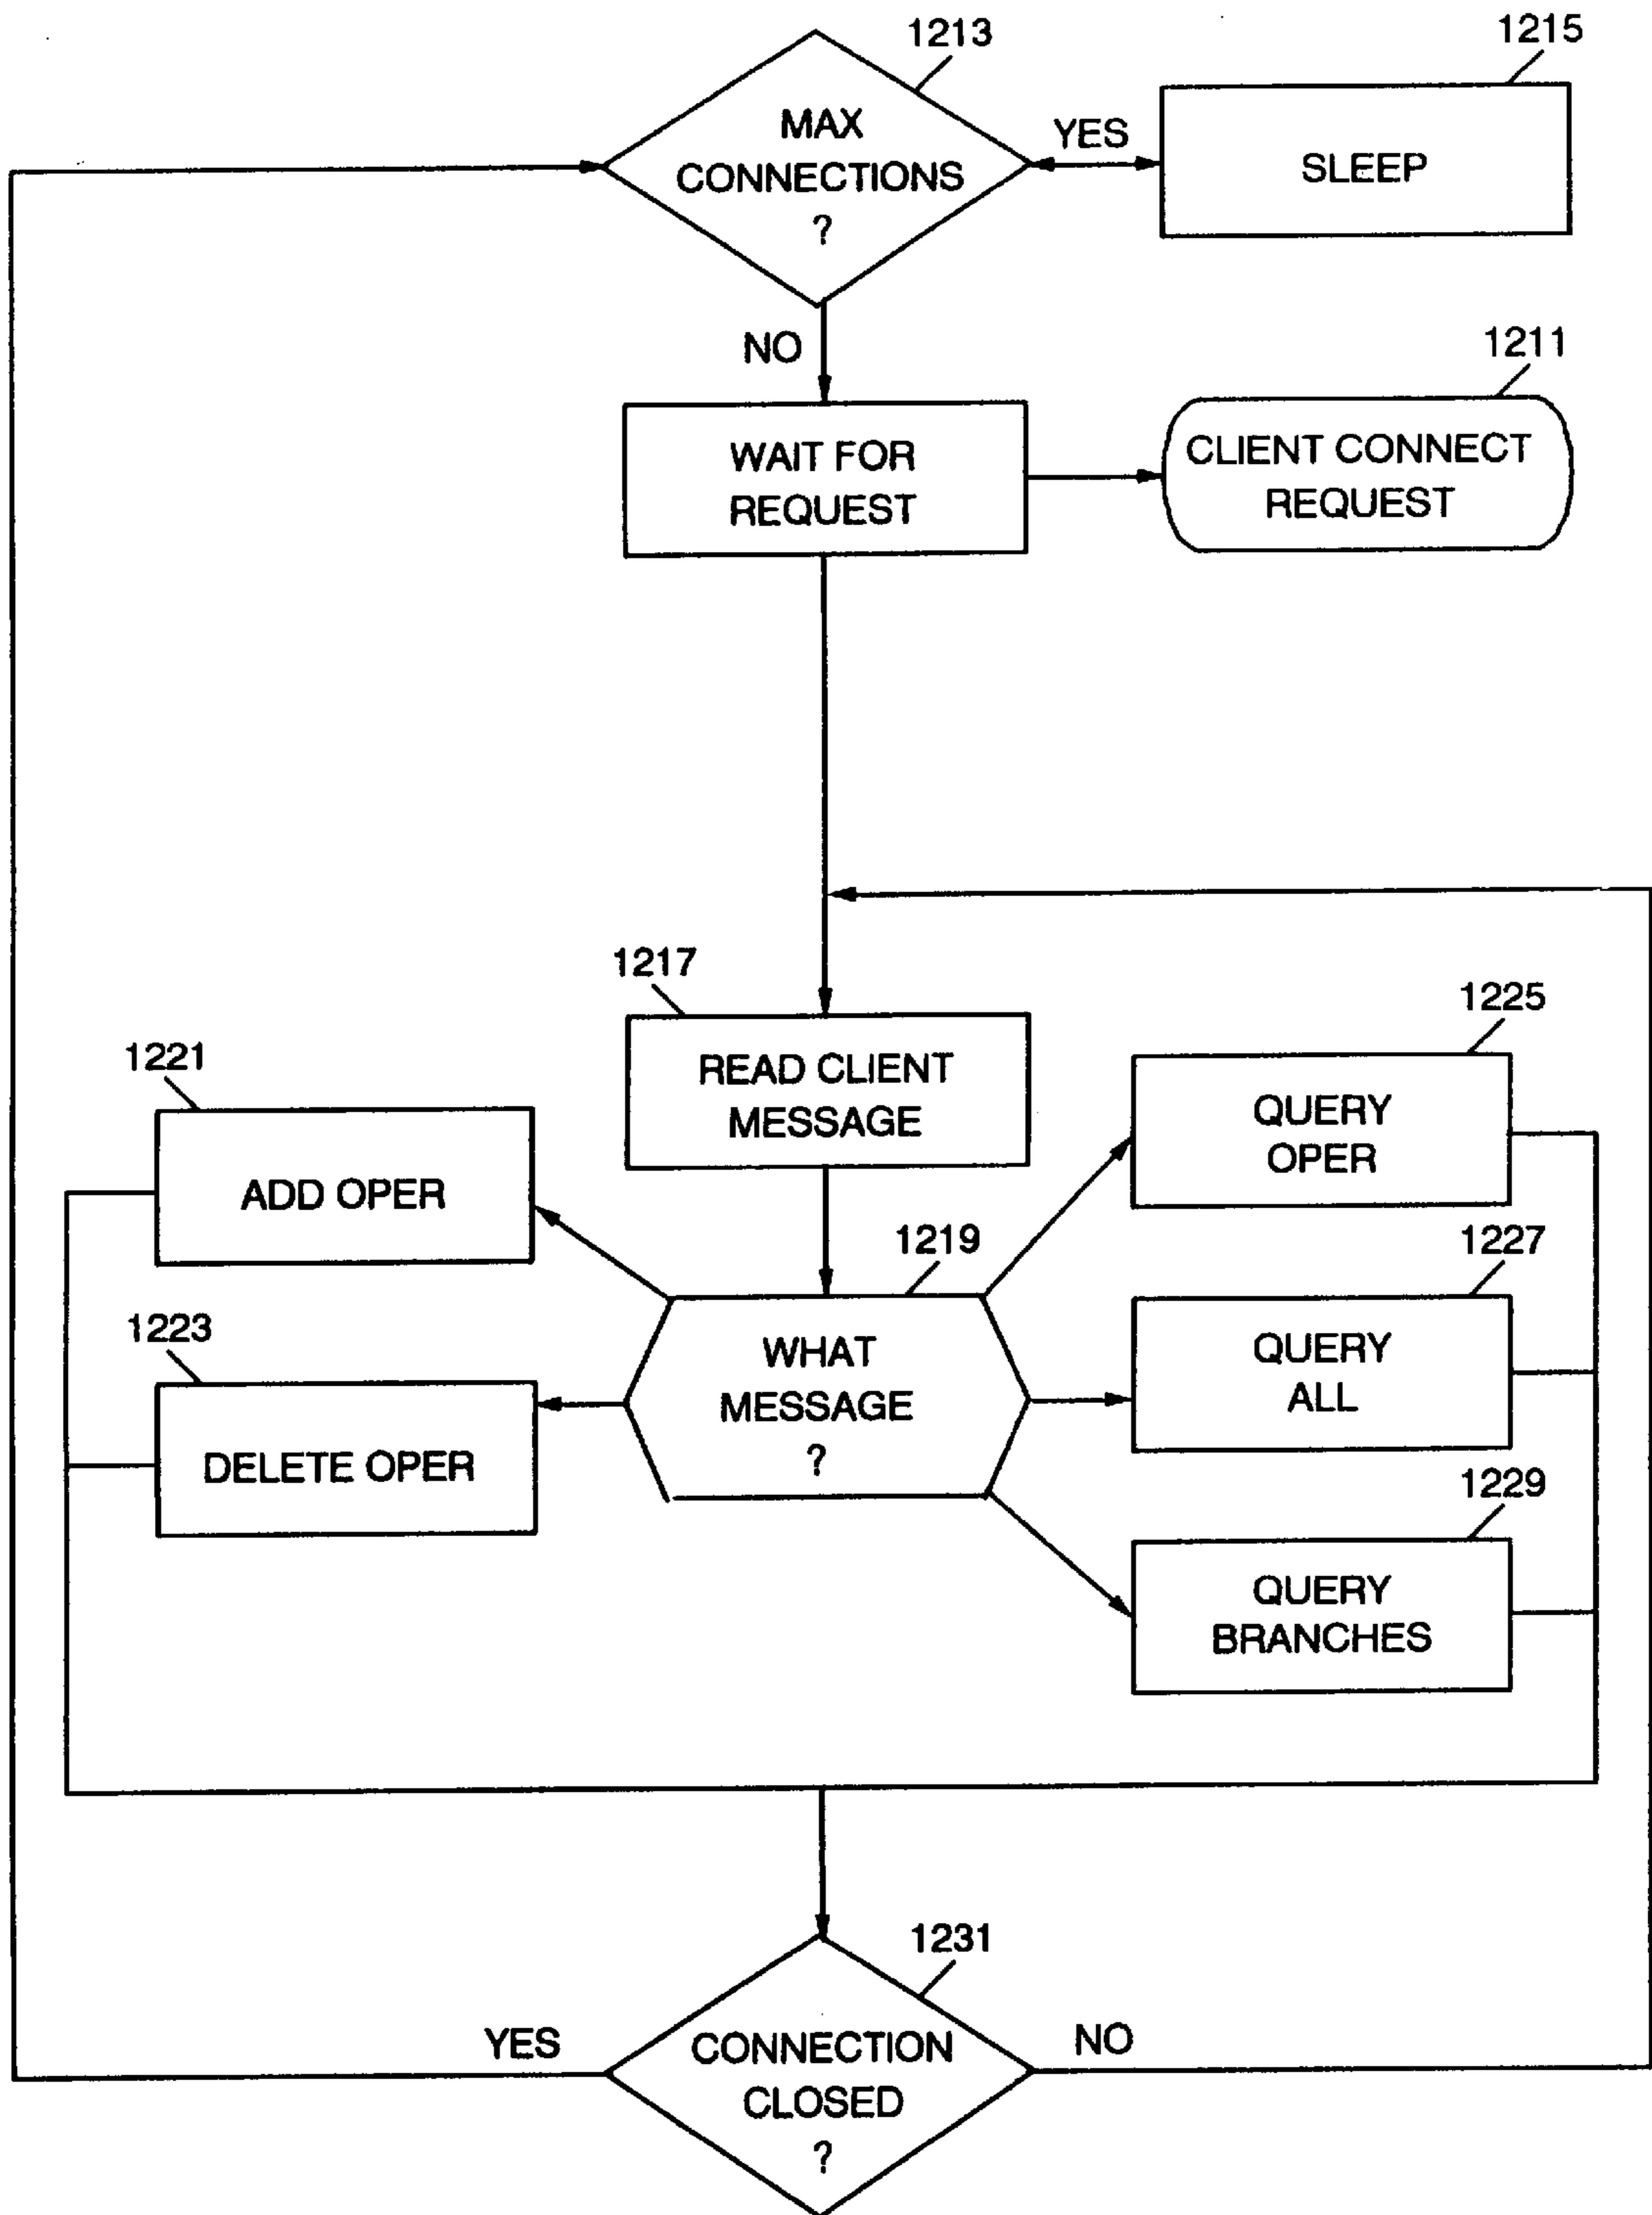 1213
1215
MAX
CONNECTIONS
?
YES
SLEEP
NO
1211
WAIT FOR
REQUEST
CLIENT CONNECT
REQUEST
1217
READ CLIENT
MESSAGE
1221
ADD OPER
1225
QUERY
OPER
1219
WHAT
MESSAGE
?
1223
DELETE OPER
1227
QUERY
ALL
1229
QUERY
BRANCHES
1231
YES
CONNECTION
CLOSED
?
NO